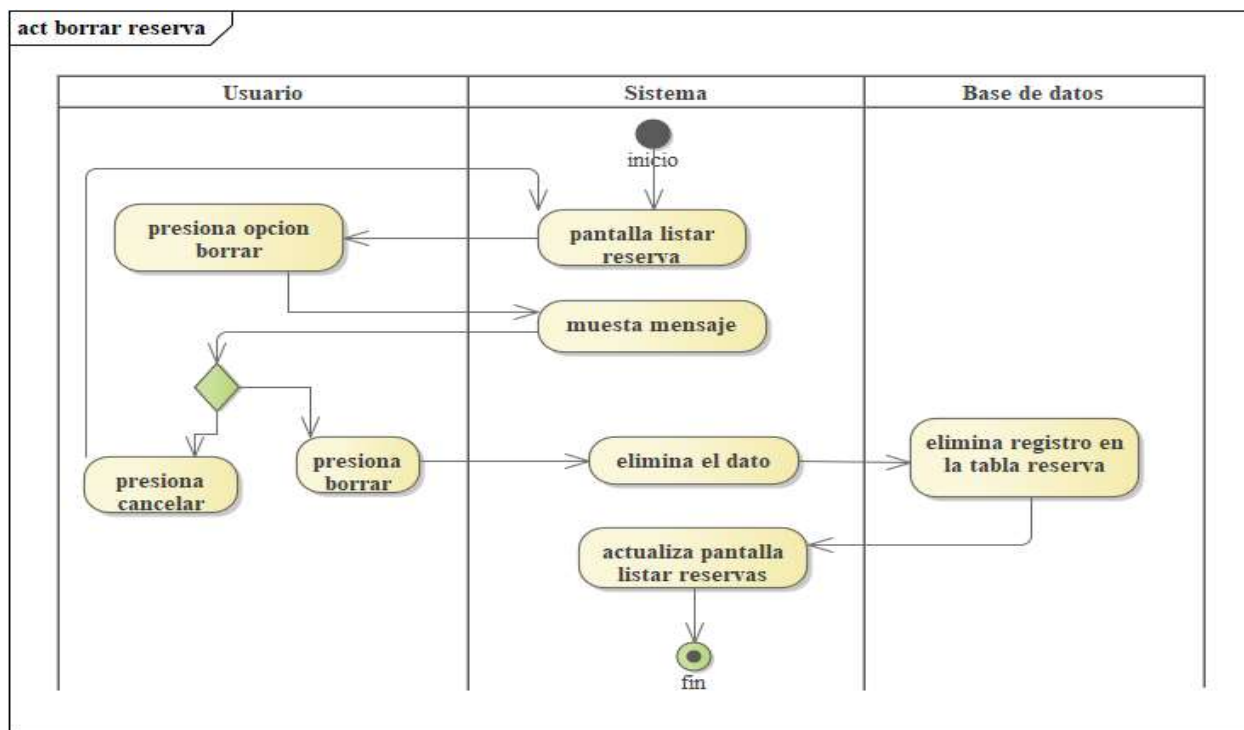 act borrar reserva
Usuario
Sistema
Base de datos
inicio
presiona opcion
borrar
pantalla listar
reserva
muesta mensaje
presiona
cancelar
presiona
borrar
elimina el dato
elimina registro en
la tabla reserva
actualiza pantalla
listar reservas
fin